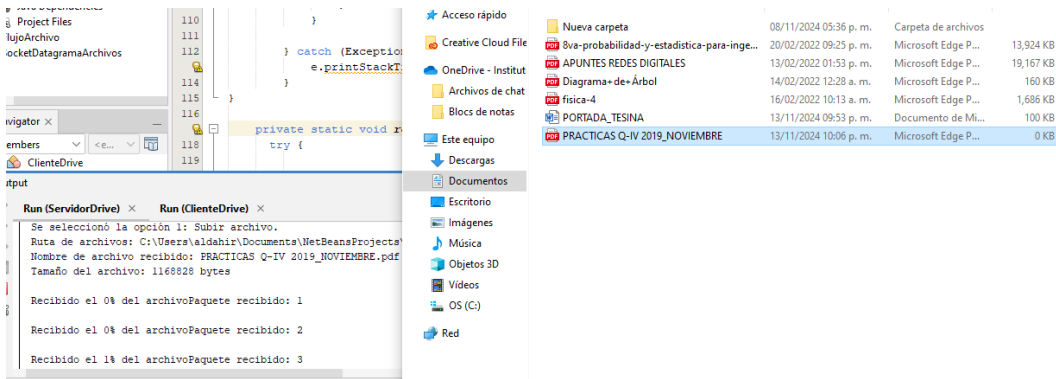 Project Files
FlujoArchivo
SocketDatagramaArchivos
110 }
111
112 } catch (Exception
e.printStackT
114 }
115 }
116
private static void r
118 try {
119
avigator ×
embers
<e...
ClienteDrive
utput
Run (ServidorDrive) × Run (ClienteDrive) ×
Se seleccionó la opción 1: Subir archivo.
Ruta de archivos: C:\Users\aldahir\Documents\NetBeansProjects\
Nombre de archivo recibido: PRACTICAS Q-IV 2019_NOVIEMBRE.pdf
Tamaño del archivo: 1168828 bytes
Recibido el 0% del archivoPaquete recibido: 1
Recibido el 0% del archivoPaquete recibido: 2
Recibido el 1% del archivoPaquete recibido: 3
Acceso rápido
Creative Cloud File
OneDrive - Institut
Archivos de chat
Blocs de notas
Este equipo
Descargas
Documentos
Escritorio
Imágenes
Música
Objetos 3D
Vídeos
OS (C:)
Red
Nueva carpeta 08/11/2024 05:36 p. m. Carpeta de archivos
8va-probabilidad-y-estadistica-para-inge... 20/02/2022 09:25 p. m. Microsoft Edge P... 13,924 KB
APUNTES REDES DIGITALES 13/02/2022 01:53 p. m. Microsoft Edge P... 19,167 KB
Diagrama+de+Árbol 14/02/2022 12:28 a. m. Microsoft Edge P... 160 KB
fisica-4 16/02/2022 10:13 a. m. Microsoft Edge P... 1,686 KB
PORTADA_TESINA 13/11/2024 09:53 p. m. Documento de Mi... 100 KB
PRACTICAS Q-IV 2019_NOVIEMBRE 13/11/2024 10:06 p. m. Microsoft Edge P... 0 KB